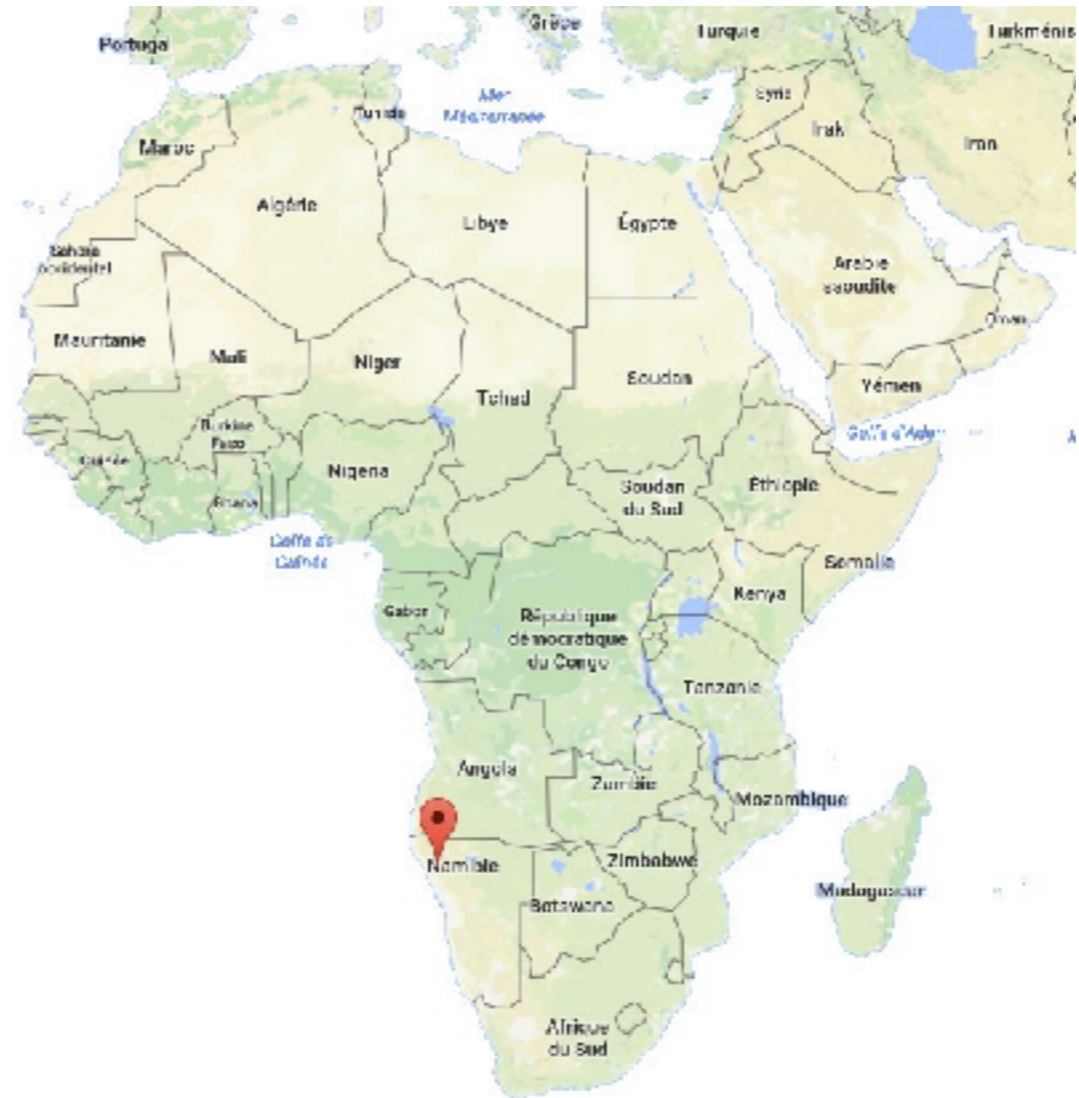 Grèce
Turquie
Portugal
Syrie
Mer
Méditerranée
Tunisie
Irak
Iran
Maroc
Algérie
Libye
Égypte
Sahara
occidental
Arabie
saoudite
Oman
Mauritanie
Mali
Niger
Tchad
Soudan
Yémen
Golfe d'Aden
Burkina
Faso
Guinée
Nigeria
Ghana
Soudan
du Sud
Éthiopie
Golfe de
Guinée
Somalie
Kenya
Gabon
République
démocratique
du Congo
Tanzanie
Angola
Zambie
Mozambique
Namibie
Zimbabwe
Madagascar
Botswana
Afrique
du Sud